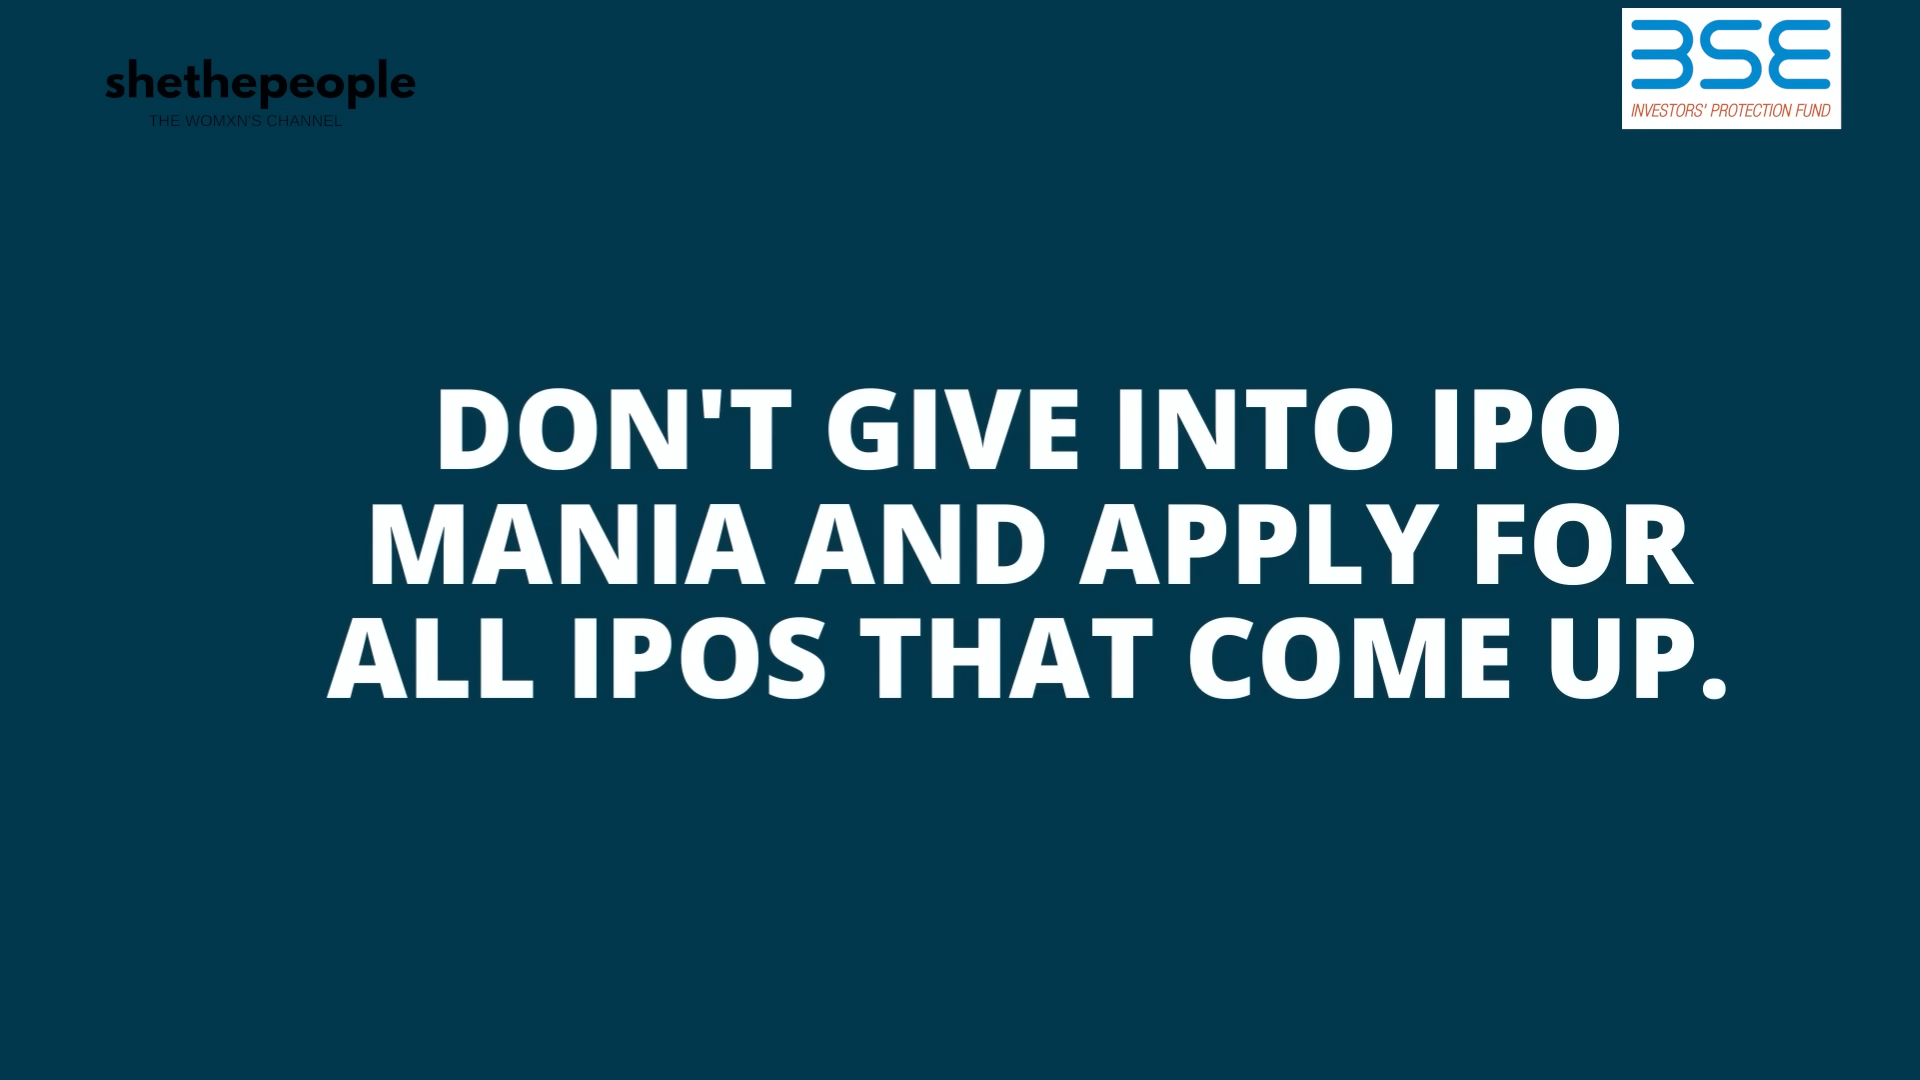 shethepeople
THE WOMXN'S CHANNEL
BSE
INVESTORS' PROTECTION FUND
DON'T GIVE INTO IPO
MANIA AND APPLY FOR
ALL IPOS THAT COME UP.